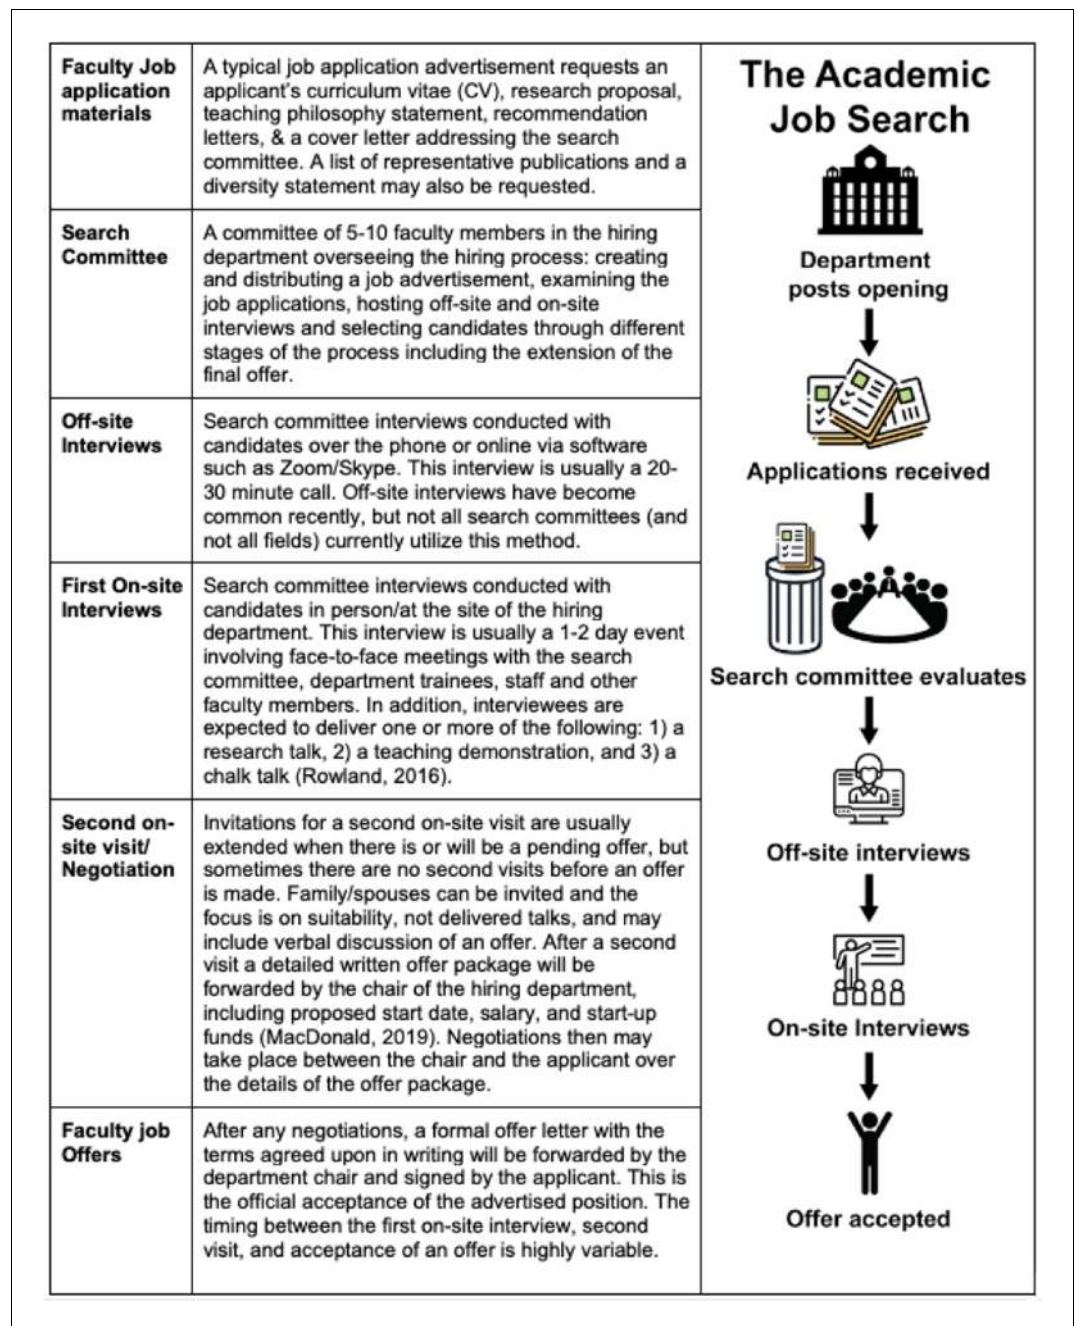 Faculty Job
application
materials
A typical job application advertisement requests an
applicant's curriculum vitae (CV), research proposal,
teaching philosophy statement, recommendation
letters, & a cover letter addressing the search
committee. A list of representative publications and a
diversity statement may also be requested.
Search
Committee
A committee of 5-10 faculty members in the hiring
department overseeing the hiring process: creating
and distributing a job advertisement, examining the
job applications, hosting off-site and on-site
interviews and selecting candidates through different
stages of the process including the extension of the
final offer.
Off-site
Interviews
Search committee interviews conducted with
candidates over the phone or online via software
such as Zoom/Skype. This interview is usually a 20-
30 minute call. Off-site interviews have become
common recently, but not all search committees (and
not all fields) currently utilize this method.
First On-site
Interviews
Search committee interviews conducted with
candidates in person/at the site of the hiring
department. This interview is usually a 1-2 day event
involving face-to-face meetings with the search
committee, department trainees, staff and other
faculty members. In addition, interviewees are
expected to deliver one or more of the following: 1) a
research talk, 2) a teaching demonstration, and 3) a
chalk talk (Rowland, 2016).
Second on-
site visit/
Negotiation
Invitations for a second on-site visit are usually
extended when there is or will be a pending offer, but
sometimes there are no second visits before an offer
is made. Family/spouses can be invited and the
focus is on suitability, not delivered talks, and may
include verbal discussion of an offer. After a second
visit a detailed written offer package will be
forwarded by the chair of the hiring department,
including proposed start date, salary, and start-up
funds (MacDonald, 2019). Negotiations then may
take place between the chair and the applicant over
the details of the offer package.
Faculty job
Offers
After any negotiations, a formal offer letter with the
terms agreed upon in writing will be forwarded by the
department chair and signed by the applicant. This is
the official acceptance of the advertised position. The
timing between the first on-site interview, second
visit, and acceptance of an offer is highly variable.
The Academic
Job Search
Department
posts opening
Applications received
Search committee evaluates
Off-site interviews
On-site Interviews
Offer accepted